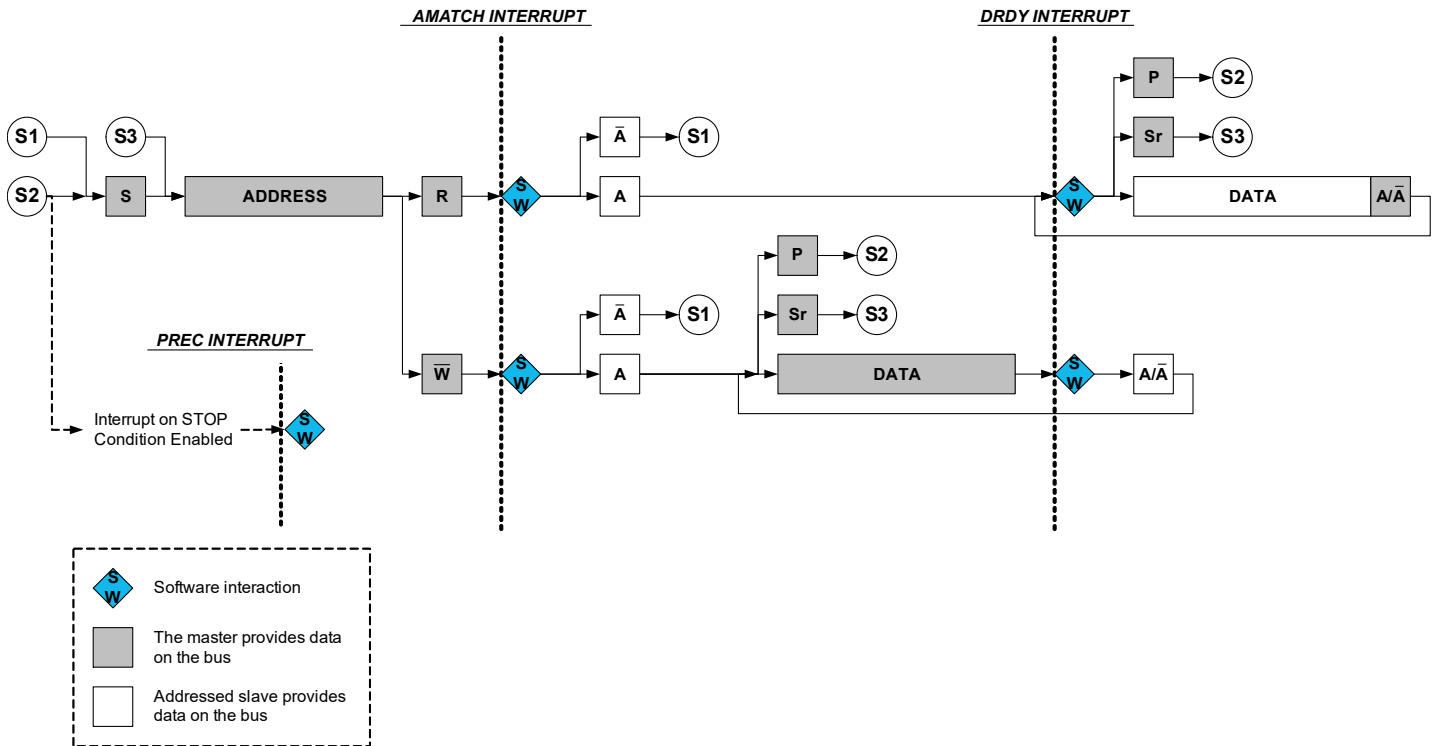 AMATCH INTERRUPT
DRDY INTERRUPT
P
S2
S1
S3
Ā
S1
Sr
S3
S2
S
ADDRESS
R
S
W
A
S
W
DATA
A/Ā
P
S2
Ā
S1
Sr
S3
PREC INTERRUPT
W̅
S
W
A
DATA
S
W
A/Ā
Interrupt on STOP
Condition Enabled
S
W
S
W
Software interaction
The master provides data
on the bus
Addressed slave provides
data on the bus